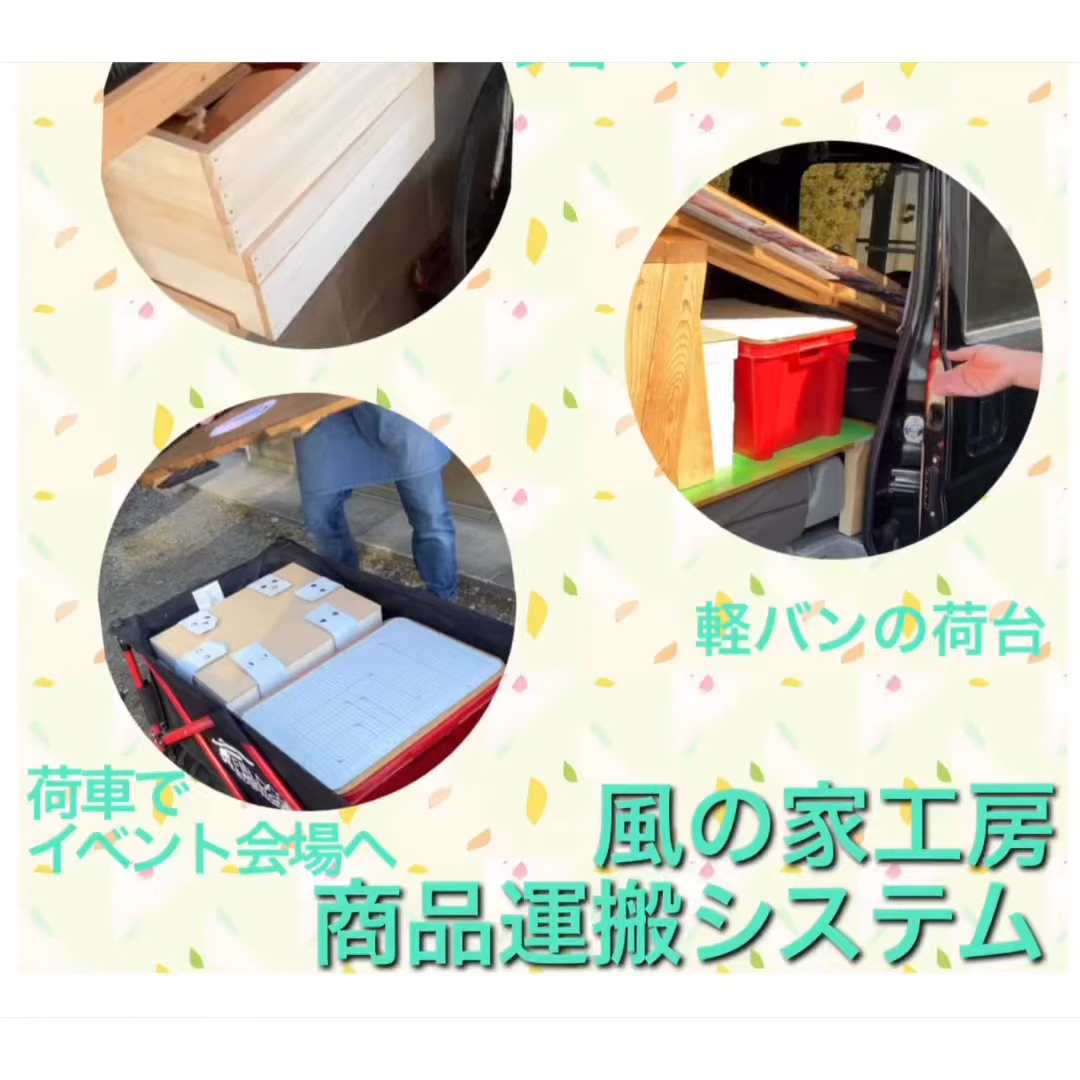 軽バンの荷台
荷車で
イベント会場へ
風の家工房
商品運搬システム